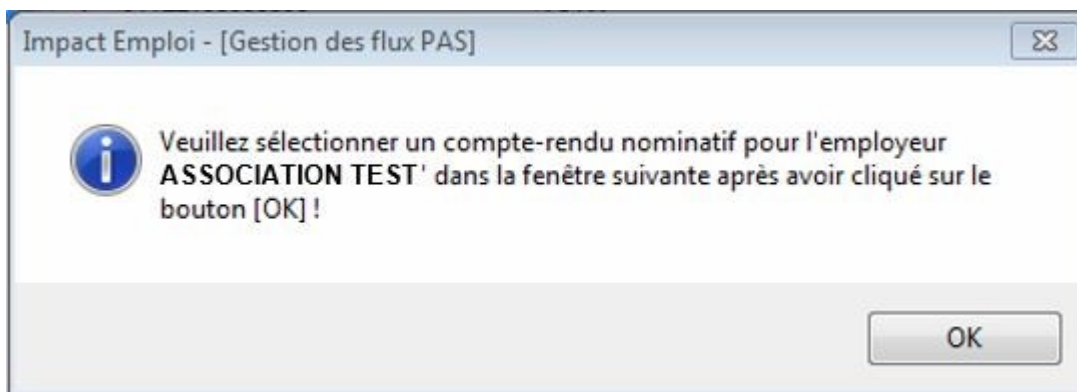 Impact Emploi - [Gestion des flux PAS]
Veuillez sélectionner un compte-rendu nominatif pour l'employeur
ASSOCIATION TEST' dans la fenêtre suivante après avoir cliqué sur le
bouton [OK] !
OK